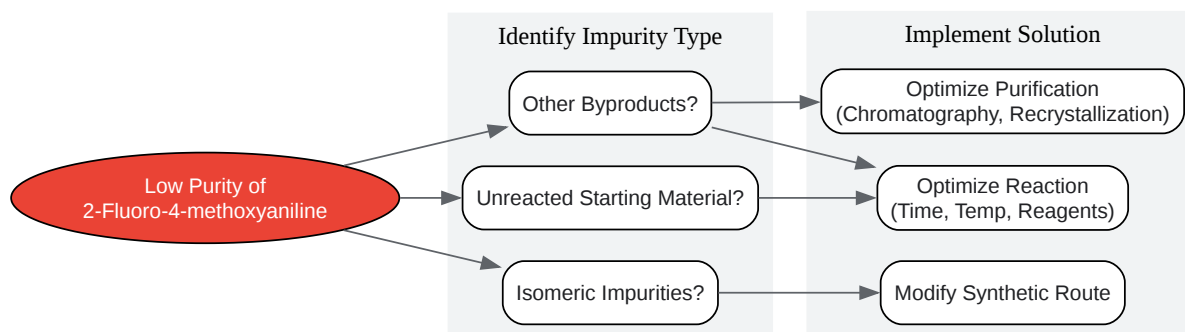 Identify Impurity Type
Implement Solution
Low Purity of
2-Fluoro-4-methoxyaniline
Other Byproducts?
Unreacted Starting Material?
Isomeric Impurities?
Optimize Purification
(Chromatography, Recrystallization)
Optimize Reaction
(Time, Temp, Reagents)
Modify Synthetic Route